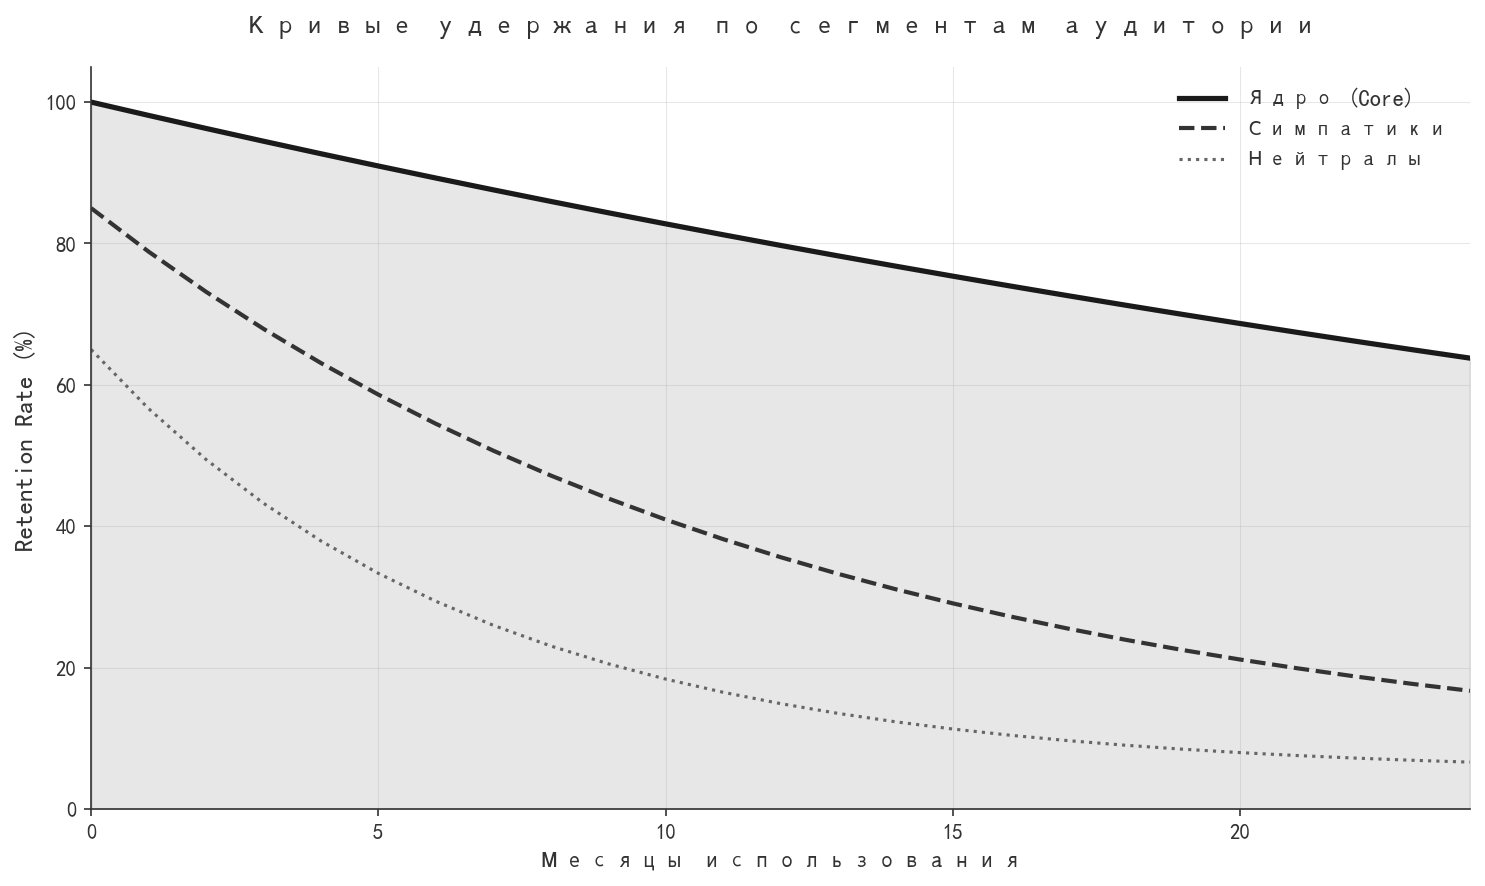 Кривые удержания по сегментам аудитории
Ядро (Core)
Симпатики
Нейтралы
Retention Rate (%)
100
80
60
40
20
0
0 5 10 15 20
Месяцы использования